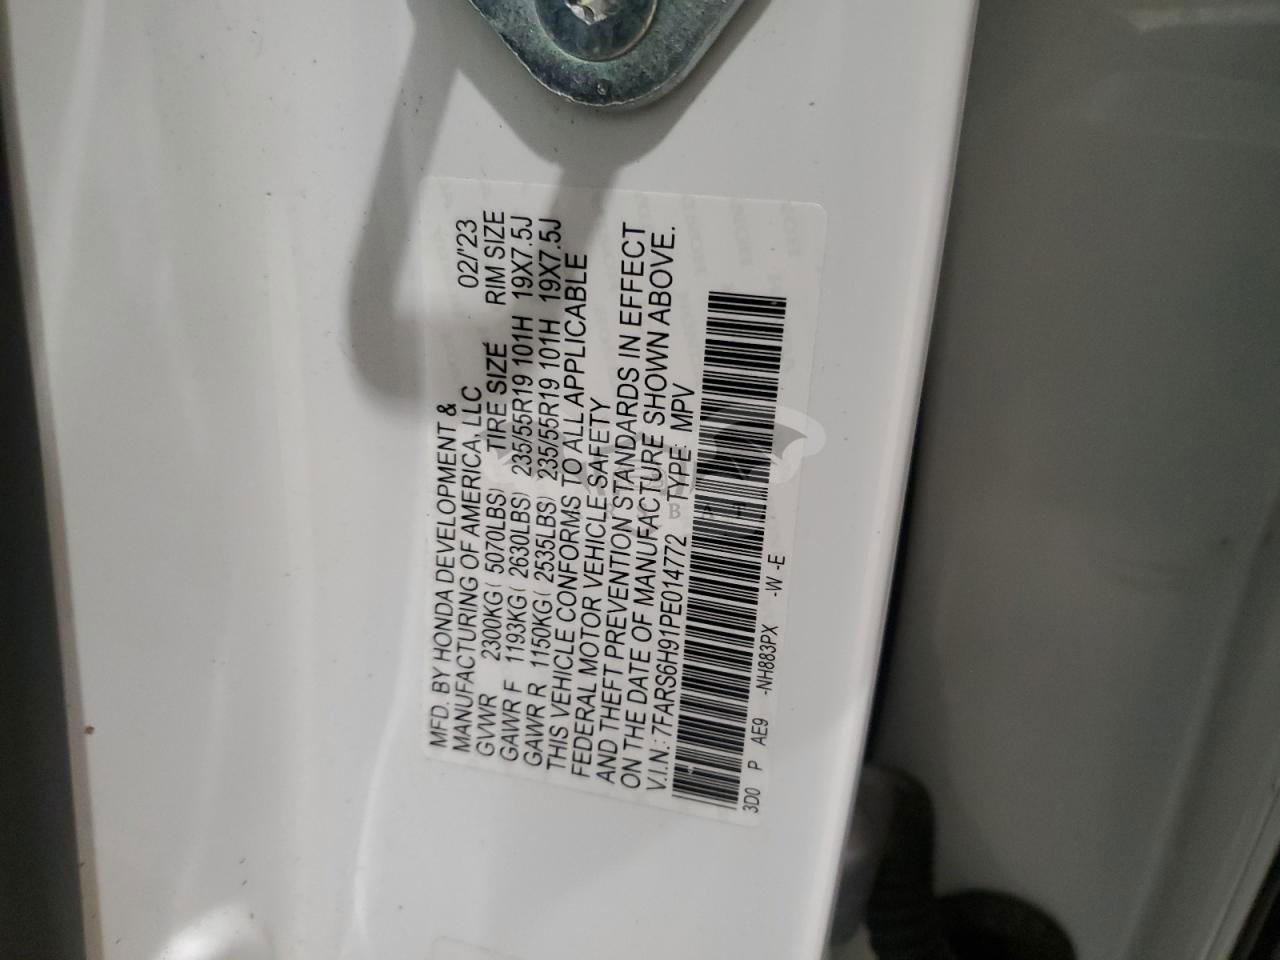 MFD. BY HONDA DEVELOPMENT &
MANUFACTURING OF AMERICA, LLC 02/'23
GVWR 2300KG( 5070LBS) TIRE SIZE RIM SIZE
GAWR F 1193KG( 2630LBS) 235/55R19 101H 19X7.5J
GAWR R 1150KG( 2535LBS) 235/55R19 101H 19X7.5J
THIS VEHICLE CONFORMS TO ALL APPLICABLE
FEDERAL MOTOR VEHICLE SAFETY
AND THEFT PREVENTION STANDARDS IN EFFECT
ON THE DATE OF MANUFACTURE SHOWN ABOVE.
V.I.N.: 7FARS6H91PE014772 TYPE: MPV
3D0 P AE9 -NH883PX -W -E